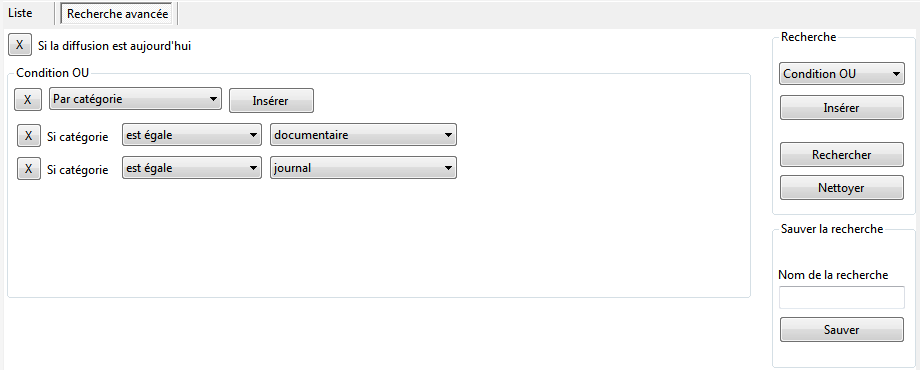 Liste
Recherche avancée
X Si la diffusion est aujourd'hui
Condition OU
X Par catégorie Insérer
X Si catégorie est égale documentaire
X Si catégorie est égale journal
Recherche
Condition OU
Insérer
Rechercher
Nettoyer
Sauver la recherche
Nom de la recherche
Sauver